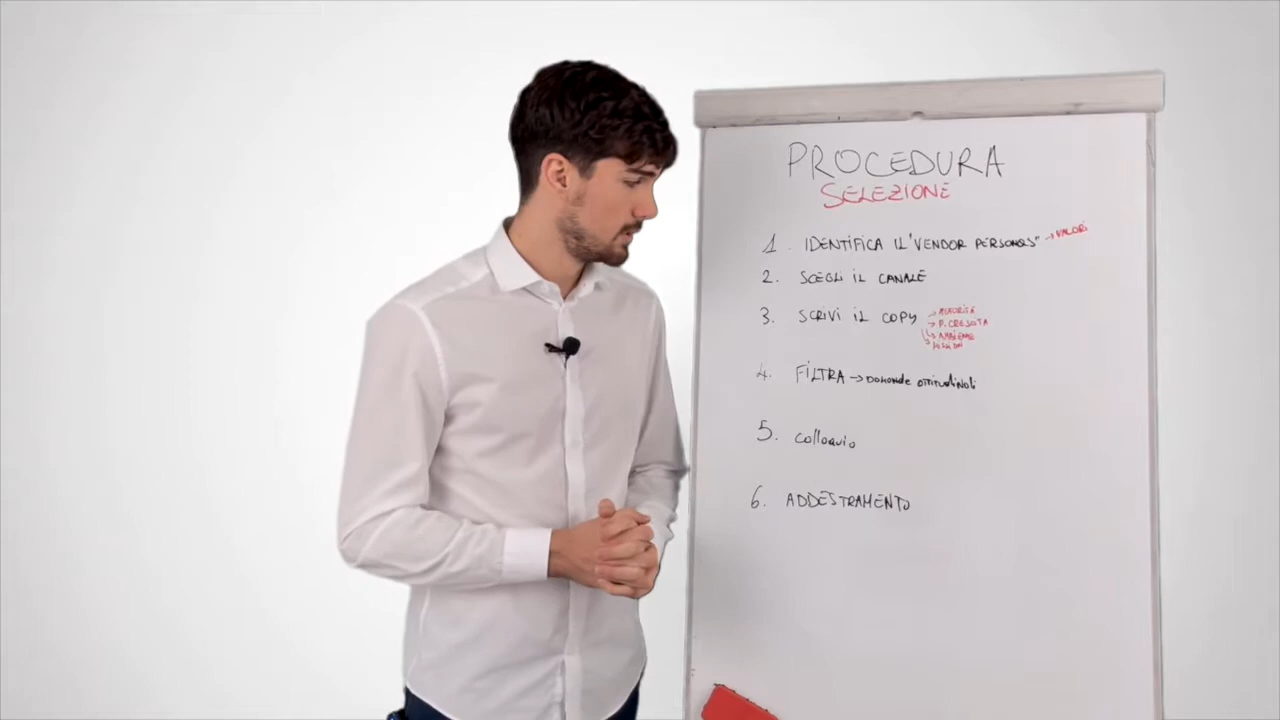 PROCEDURA
SELEZIONE
1. IDENTIFICA IL "VENDOR PERSONAS" → VALORI
2. SCEGLI IL CANALE
3. SCRIVI IL COPY → AUTORITÀ
→ P. CRESCITA
→ AMBIENTE
4. FILTRA → DOMANDE ATTITUDINALI
5. COLLOQUIO
6. ADDESTRAMENTO